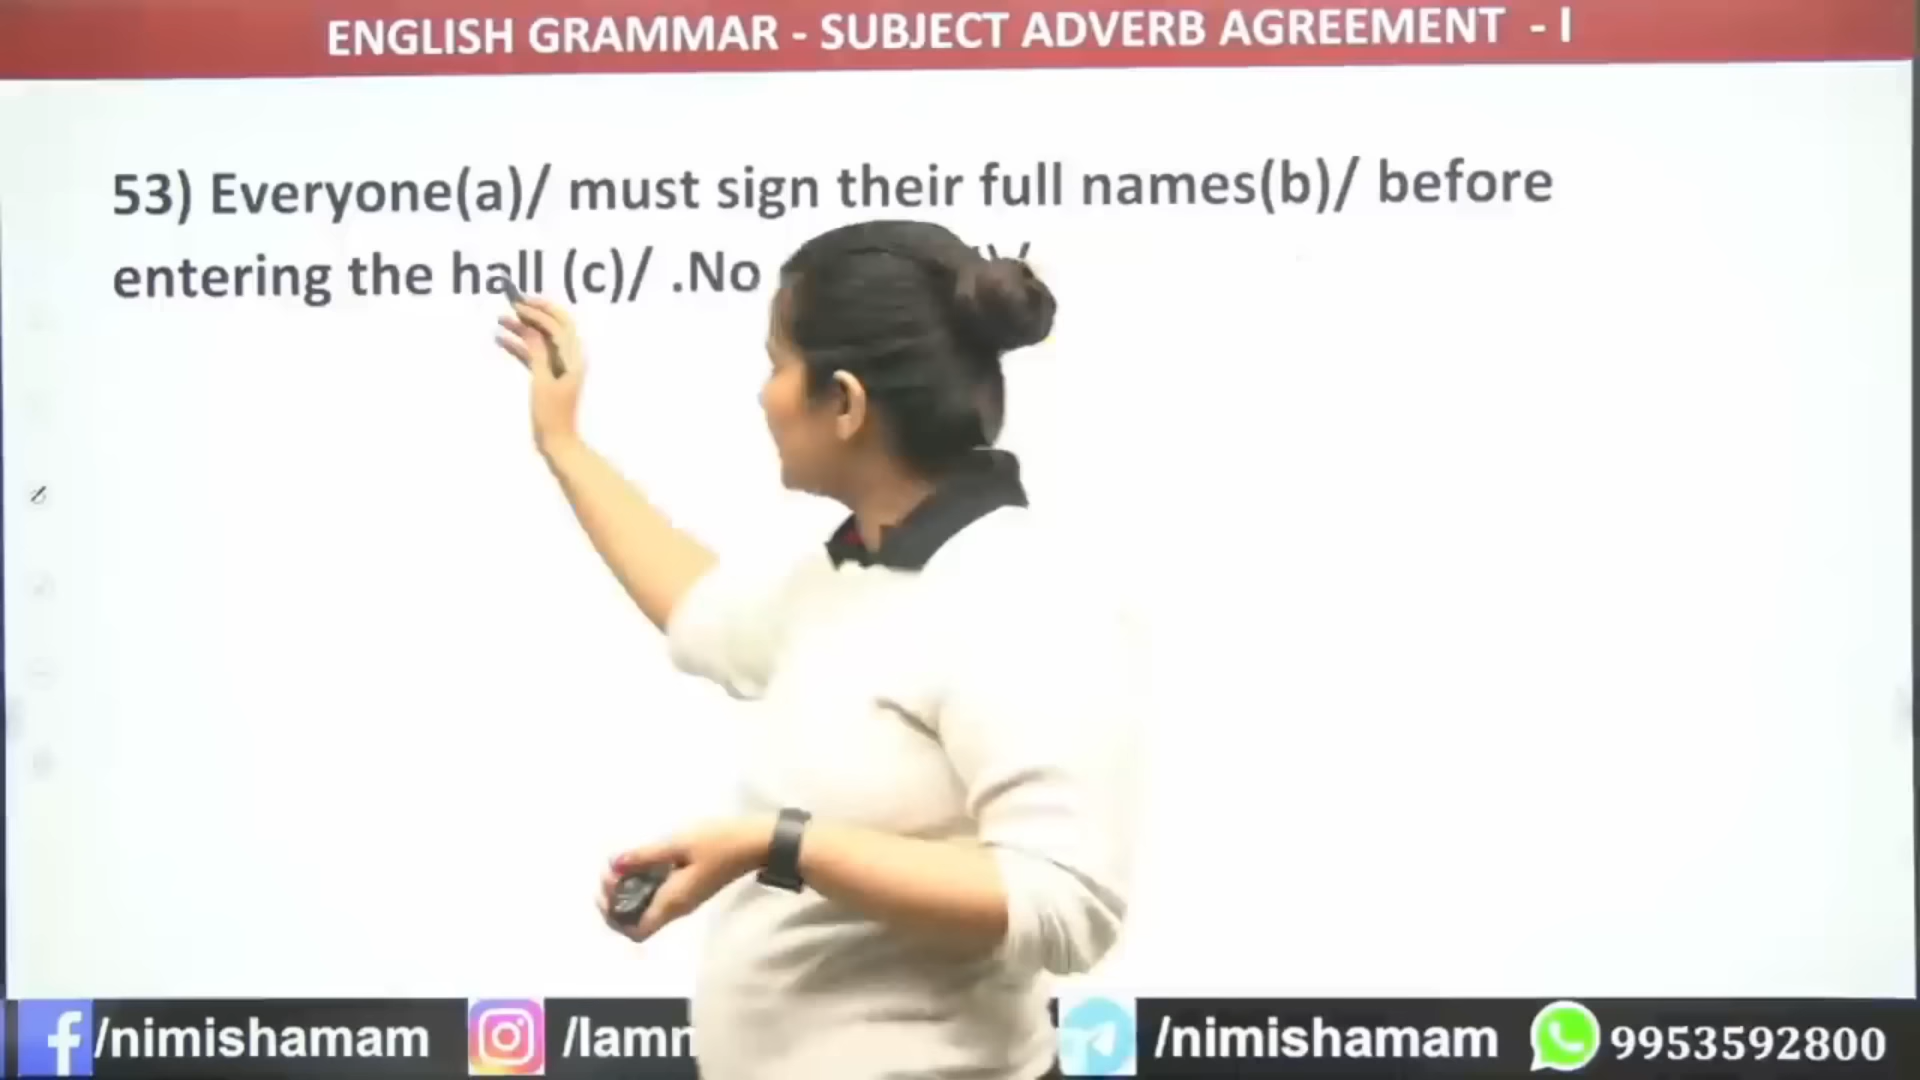 ENGLISH GRAMMAR - SUBJECT ADVERB AGREEMENT - I
53) Everyone(a)/ must sign their full names(b)/ before
entering the hall (c)/ .No
/nimishamam
/nimishamam
9953592800